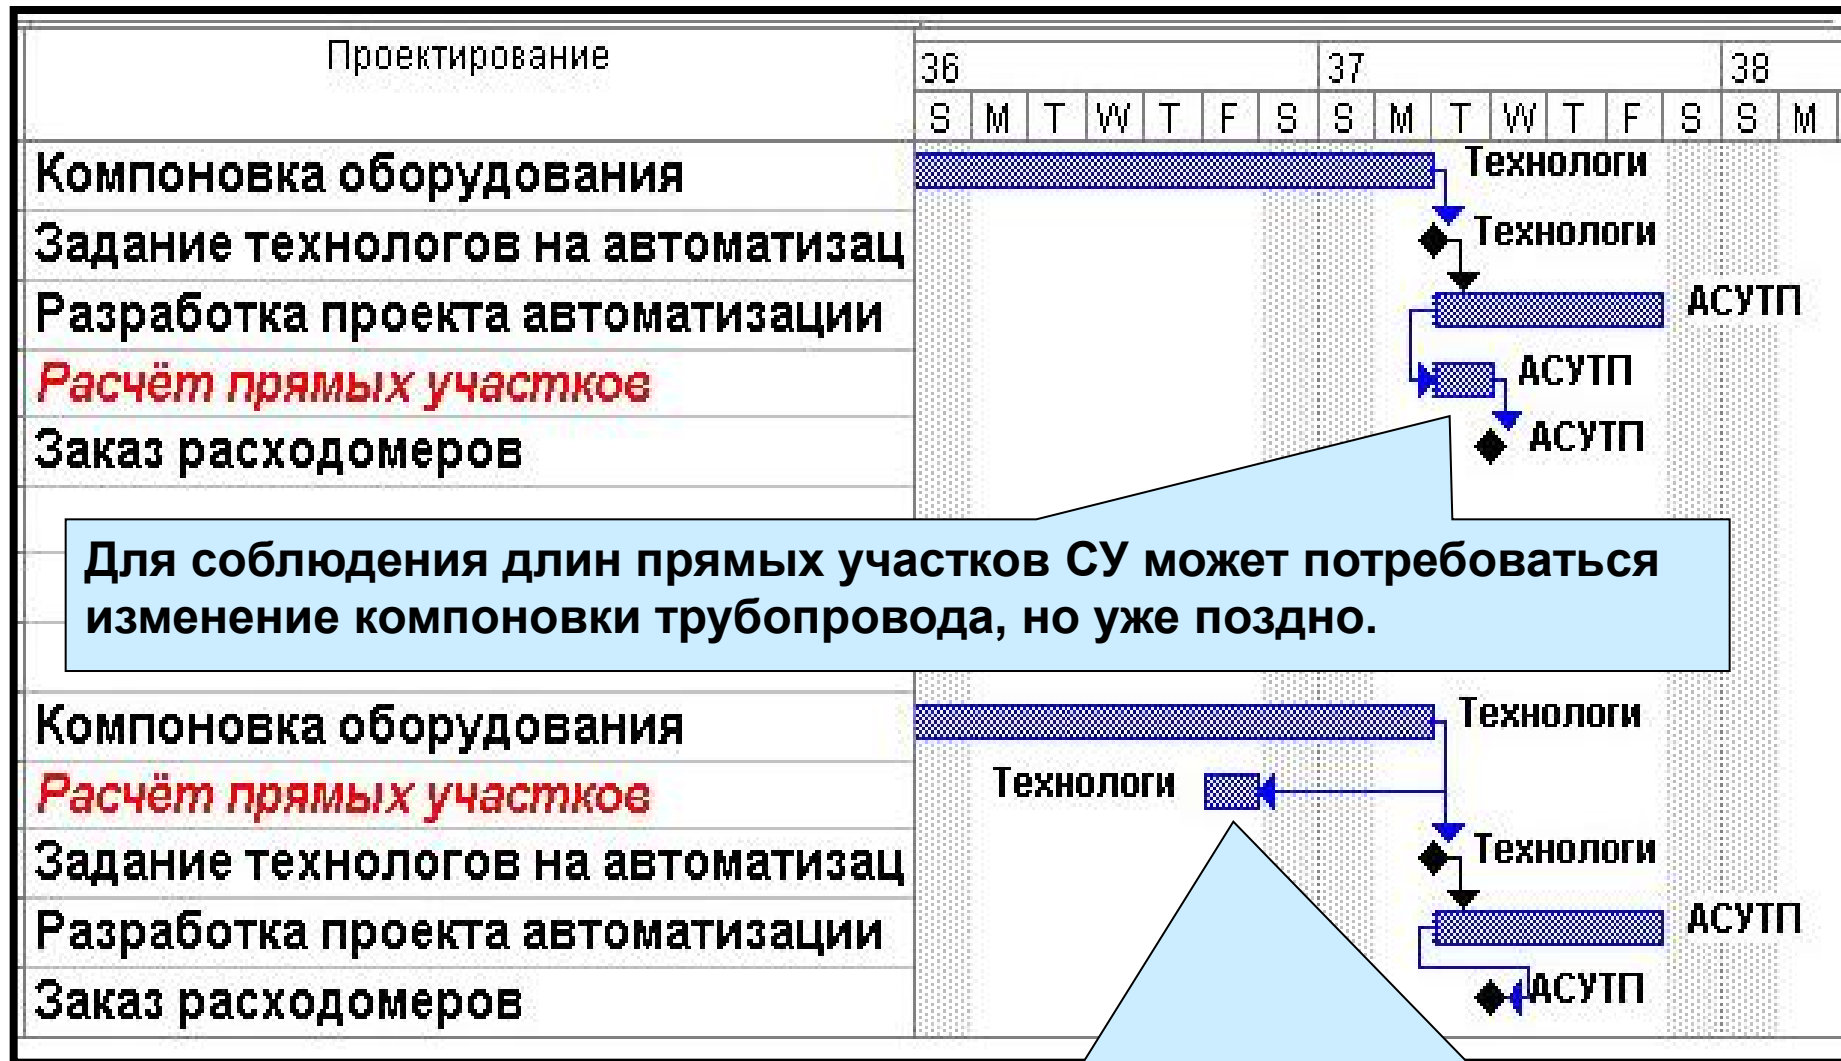 Проектирование
36 37 38
S M T W T F S S M T W T F S S M
Компоновка оборудования Технологи
Задание технологов на автоматизац Технологи
Разработка проекта автоматизации АСУТП
Расчёт прямых участков АСУТП
Заказ расходомеров АСУТП
Для соблюдения длин прямых участков СУ может потребоваться
изменение компоновки трубопровода, но уже поздно.
Компоновка оборудования Технологи
Расчёт прямых участков Технологи
Задание технологов на автоматизац Технологи
Разработка проекта автоматизации АСУТП
Заказ расходомеров АСУТП